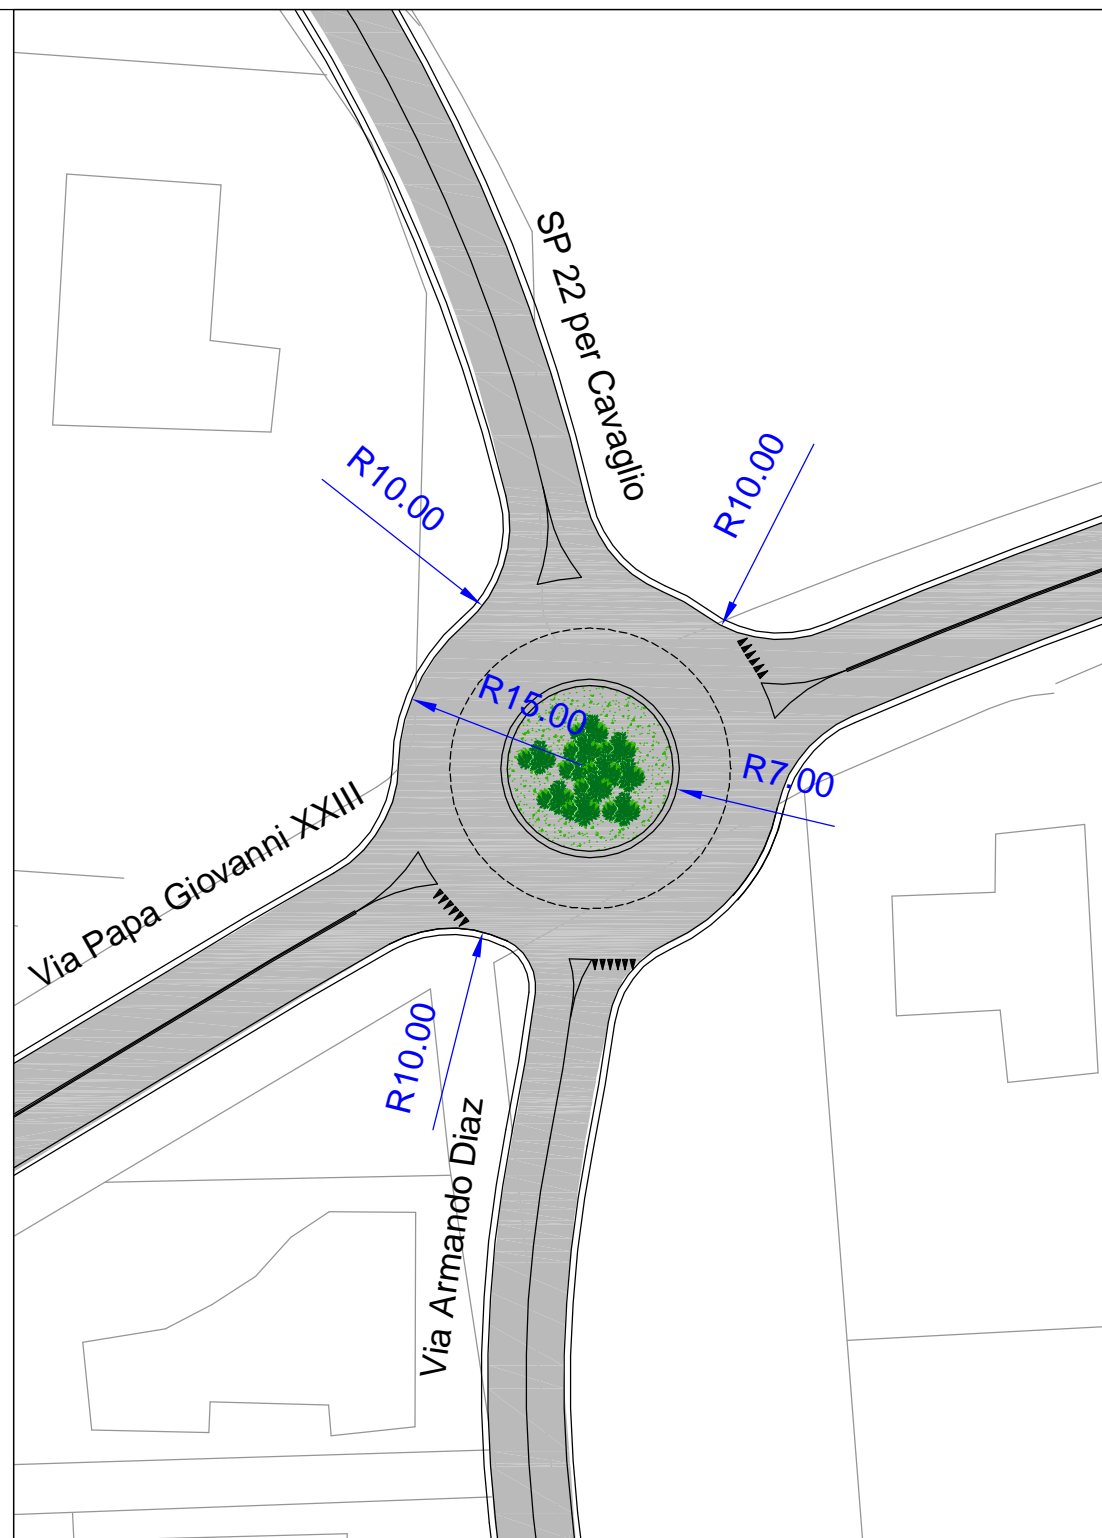 SP 22 per Cavaglio
R10.00
R10.00
R15.00
R7.00
Via Papa Giovanni XXIII
R10.00
Via Armando Diaz